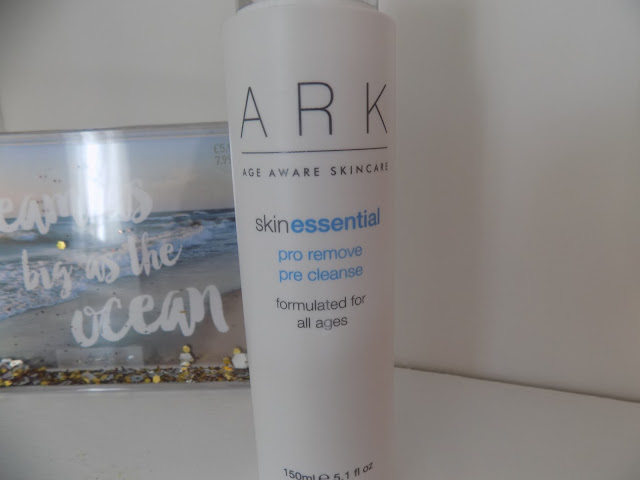 ARK
AGE AWARE SKINCARE
skinessential
pro remove
pre cleanse
formulated for
all ages
150ml ℮ 5.1 fl oz
big as the
ocean